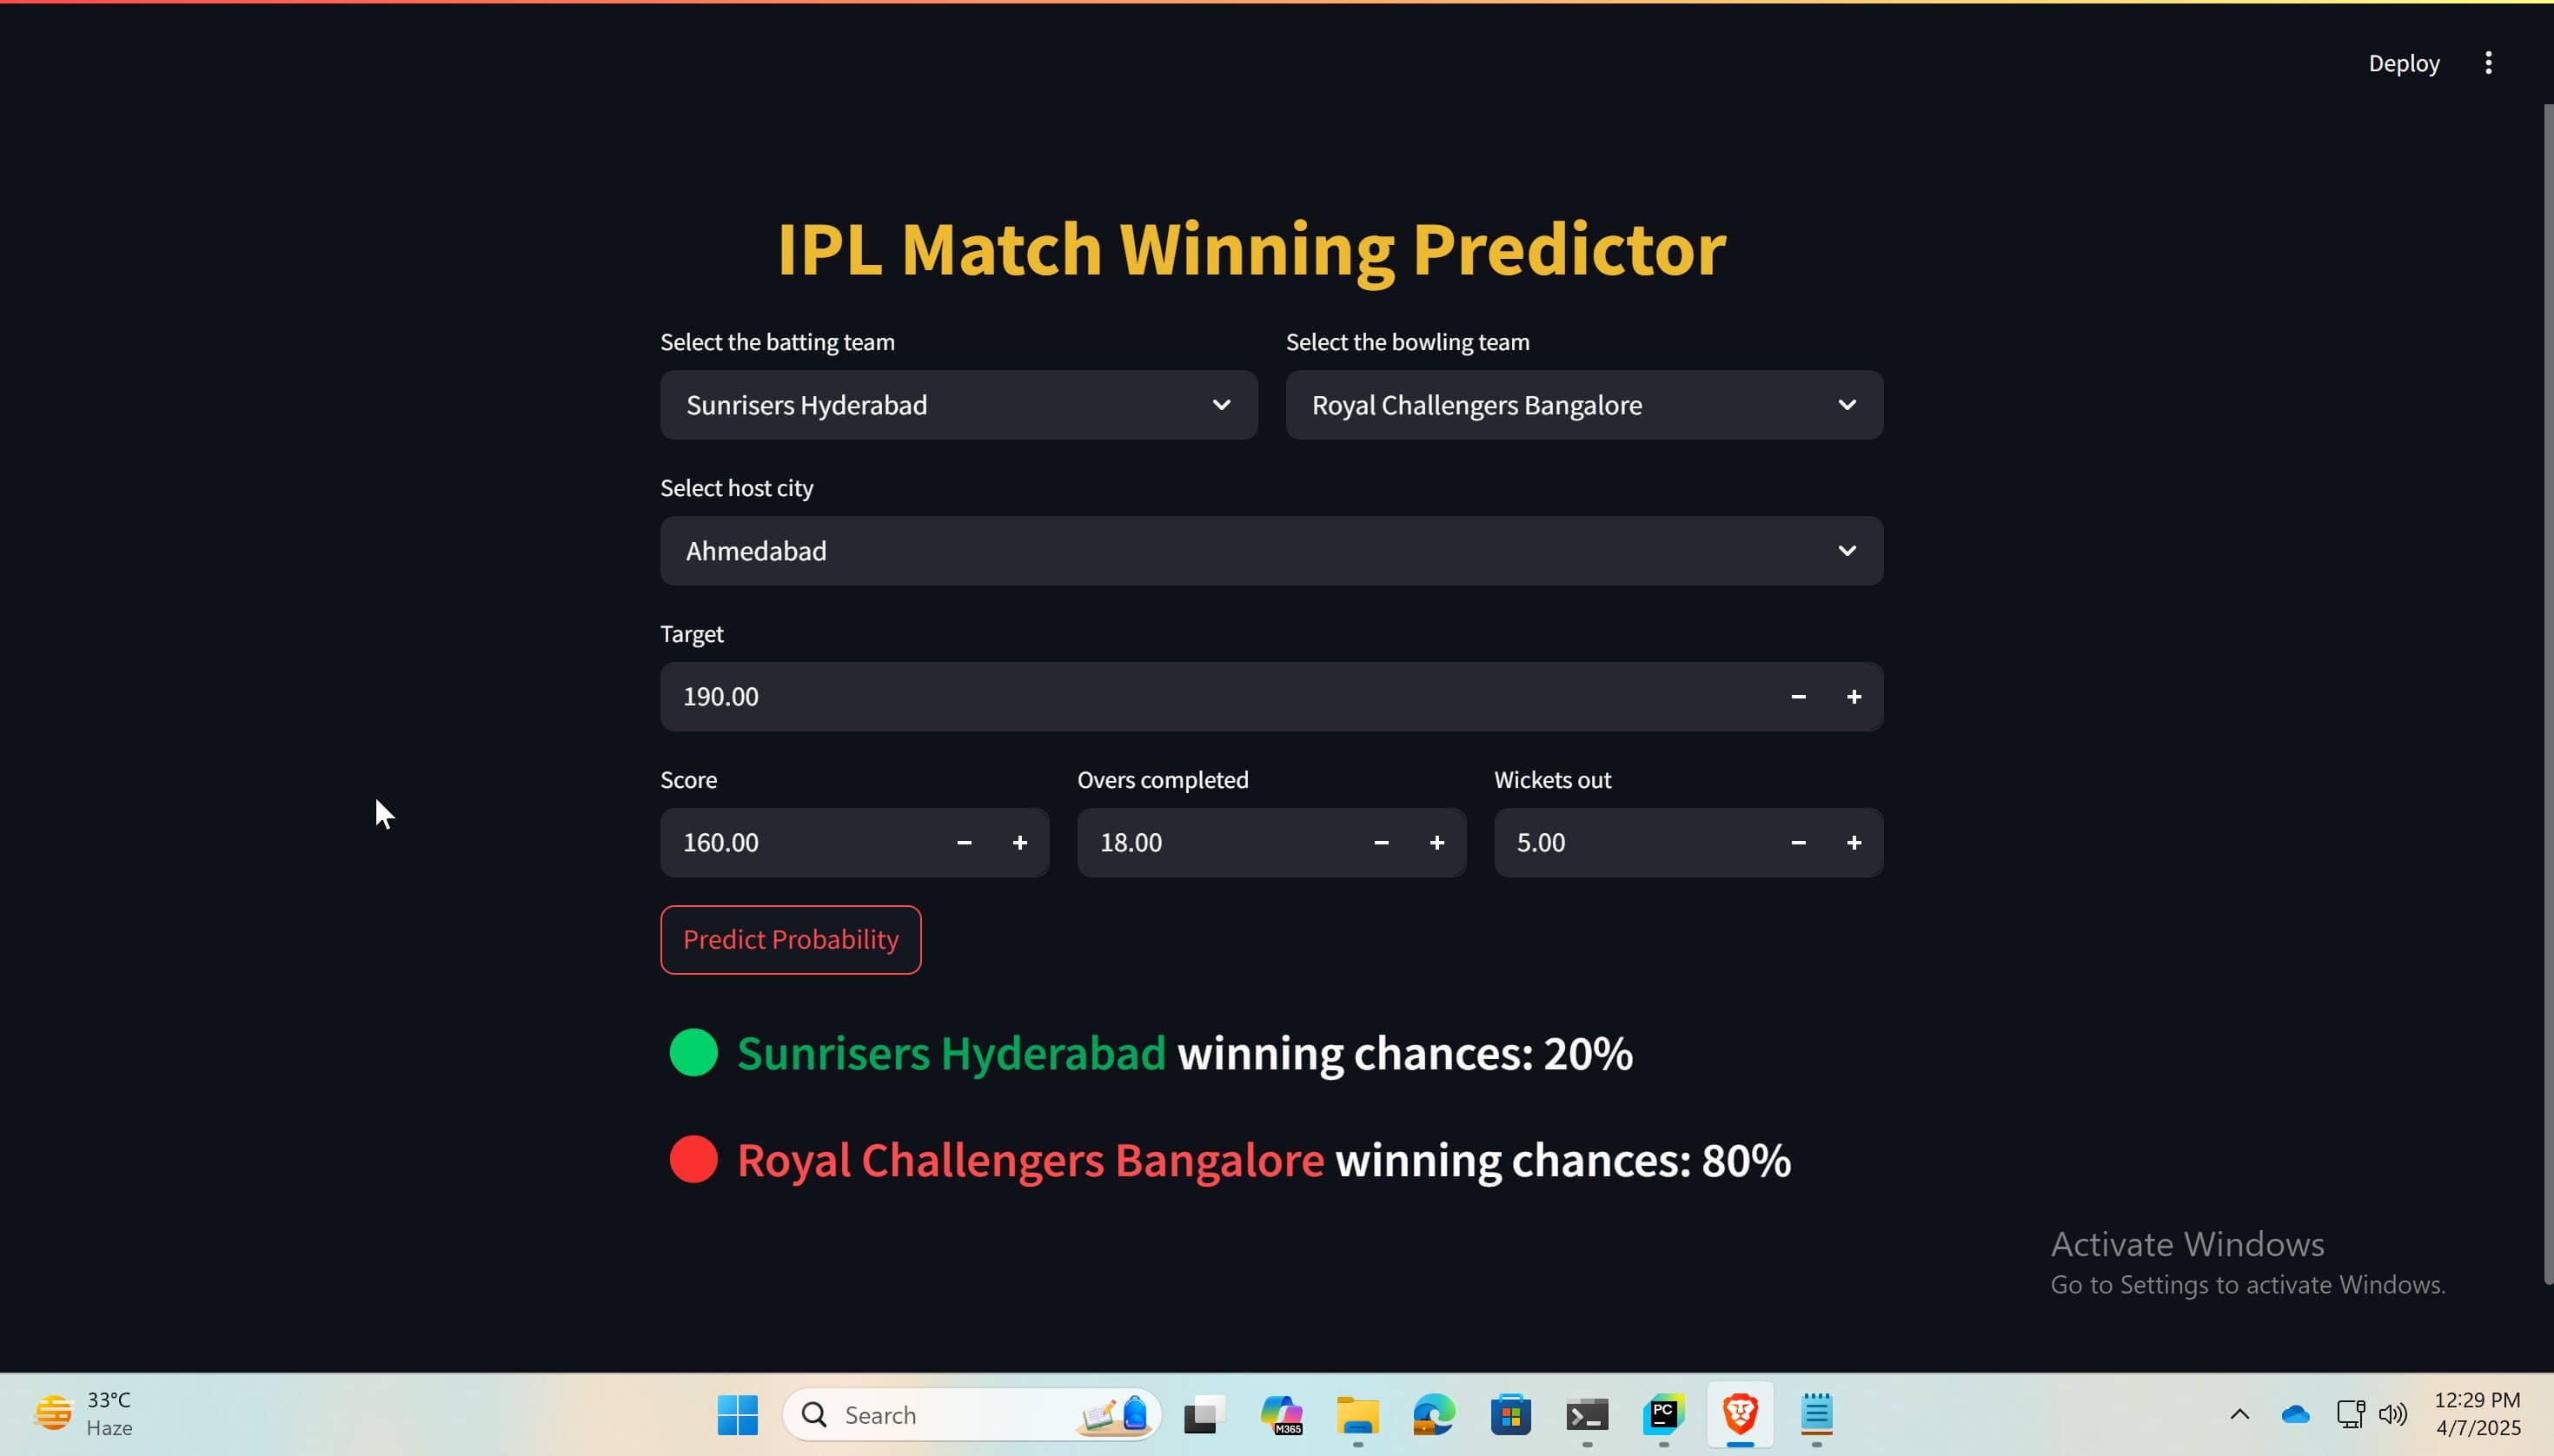 Deploy
IPL Match Winning Predictor
Select the batting team
Select the bowling team
Sunrisers Hyderabad
Royal Challengers Bangalore
Select host city
Ahmedabad
Target
190.00
Score
Overs completed
Wickets out
160.00
18.00
5.00
Predict Probability
Sunrisers Hyderabad winning chances: 20%
Royal Challengers Bangalore winning chances: 80%
Activate Windows
Go to Settings to activate Windows.
33°C
Haze
Search
M365
PC
12:29 PM
4/7/2025